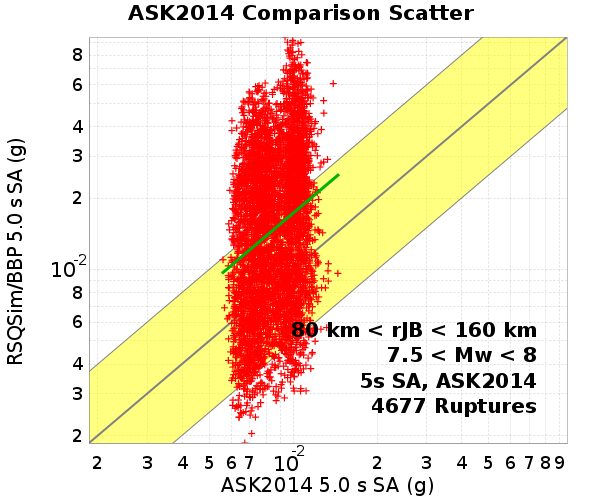 ASK2014 Comparison Scatter
RSQSim/BBP 5.0 s SA (g)
8
6
4
3
2
10-2
8
6
4
3
2
80 km < rJB < 160 km
7.5 < Mw < 8
5s SA, ASK2014
4677 Ruptures
2 3 4 5 6 7 10-2 2 3 4 5 6 7 8 9
ASK2014 5.0 s SA (g)